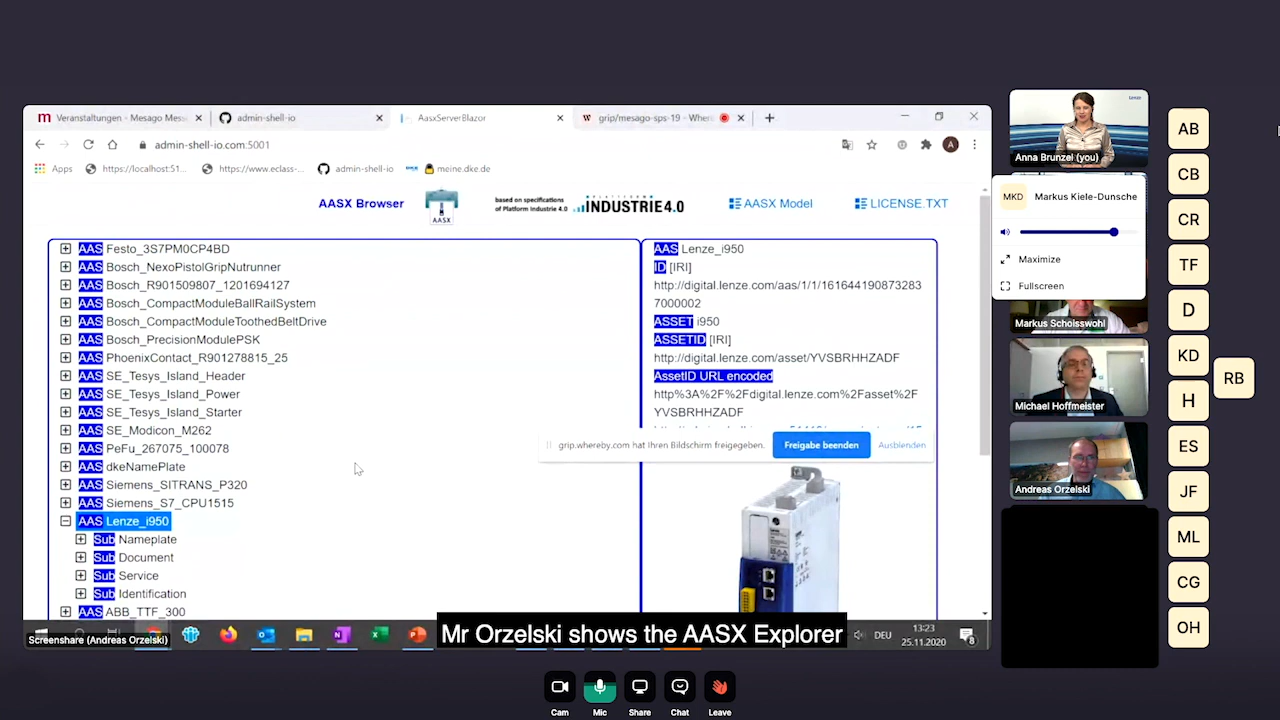 Veranstaltungen - Mesago Mess
admin-shell-io
AasxServerBlazor
grip/mesago-sps-19 - Where
admin-shell-io.com:5001
A
Apps
https://localhost:51...
https://www.eclass-...
admin-shell-io
meine.dke.de
AASX Browser
AASX
based on specifications
of Platform Industrie 4.0
PLATTFORM
INDUSTRIE4.0
AASX Model
LICENSE.TXT
AAS Festo_3S7PM0CP4BD
AAS Bosch_NexoPistolGripNutrunner
AAS Bosch_R901509807_1201694127
AAS Bosch_CompactModuleBallRailSystem
AAS Bosch_CompactModuleToothedBeltDrive
AAS Bosch_PrecisionModulePSK
AAS PhoenixContact_R901278815_25
AAS SE_Tesys_Island_Header
AAS SE_Tesys_Island_Power
AAS SE_Tesys_Island_Starter
AAS SE_Modicon_M262
AAS PeFu_267075_100078
AAS dkeNamePlate
AAS Siemens_SITRANS_P320
AAS Siemens_S7_CPU1515
AAS Lenze_i950
Sub Nameplate
Sub Document
Sub Service
Sub Identification
AAS ABB_TTF_300
AAS Lenze_i950
ID [IRI]
http://digital.lenze.com/aas/1/1/161644190873283
7000002
ASSET i950
ASSETID [IRI]
http://digital.lenze.com/asset/YVSBRHHZADF
AssetID URL encoded
http%3A%2F%2Fdigital.lenze.com%2Fasset%2F
YVSBRHHZADF
grip.whereby.com hat Ihren Bildschirm freigegeben.
Freigabe beenden
Ausblenden
Screenshare (Andreas Orzelski)
Mr Orzelski shows the AASX Explorer
DEU
13:23
25.11.2020
8
Anna Brunzel (you)
MKD
Markus Kiele-Dunsche
Maximize
Fullscreen
Markus Schoisswohl
Michael Hoffmeister
Andreas Orzelski
AB
CB
CR
TF
D
KD
H
ES
JF
ML
CG
OH
RB
Cam
Mic
Share
Chat
Leave